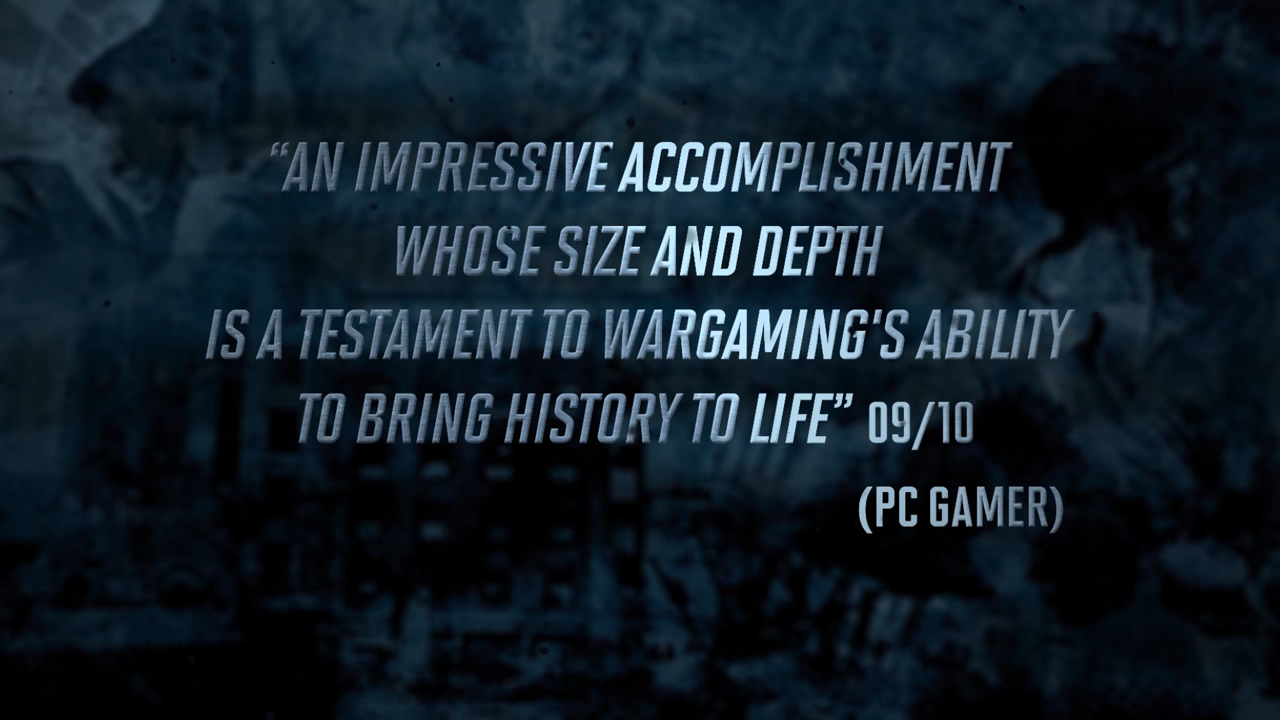 “AN IMPRESSIVE ACCOMPLISHMENT
WHOSE SIZE AND DEPTH
IS A TESTAMENT TO WARGAMING'S ABILITY
TO BRING HISTORY TO LIFE” 09/10
(PC GAMER)